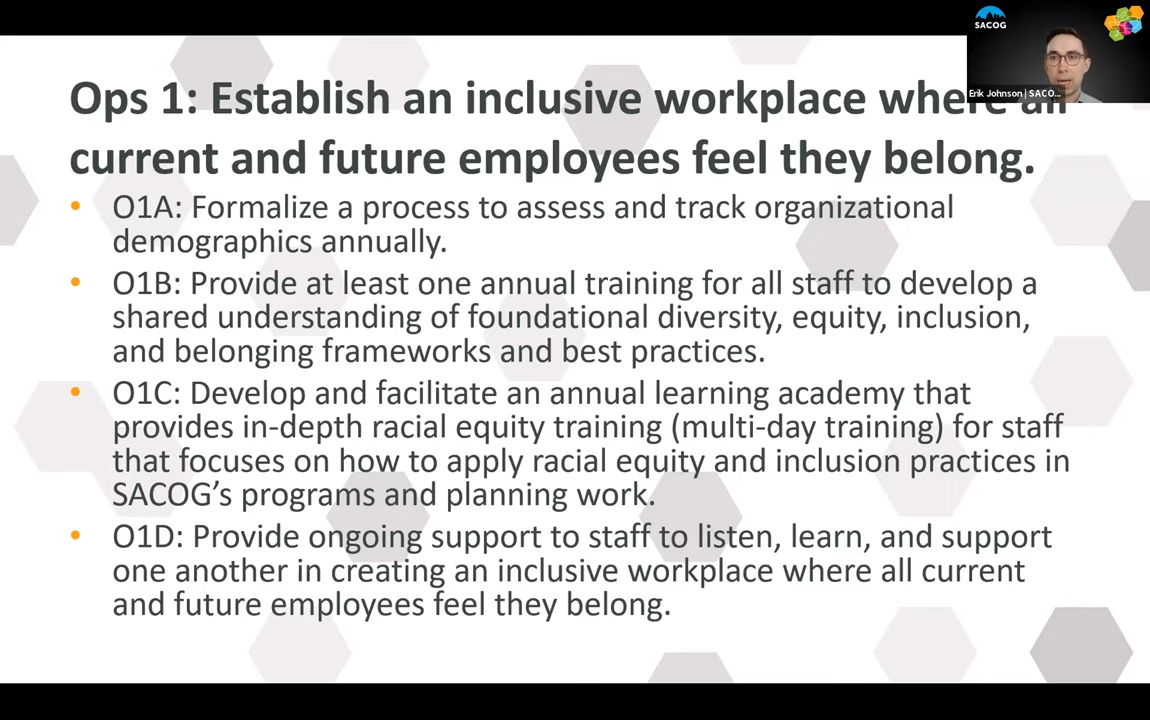 SACOG
Erik Johnson | SACO...
Ops 1: Establish an inclusive workplace where all
current and future employees feel they belong.
• O1A: Formalize a process to assess and track organizational
demographics annually.
• O1B: Provide at least one annual training for all staff to develop a
shared understanding of foundational diversity, equity, inclusion,
and belonging frameworks and best practices.
• O1C: Develop and facilitate an annual learning academy that
provides in-depth racial equity training (multi-day training) for staff
that focuses on how to apply racial equity and inclusion practices in
SACOG’s programs and planning work.
• O1D: Provide ongoing support to staff to listen, learn, and support
one another in creating an inclusive workplace where all current
and future employees feel they belong.